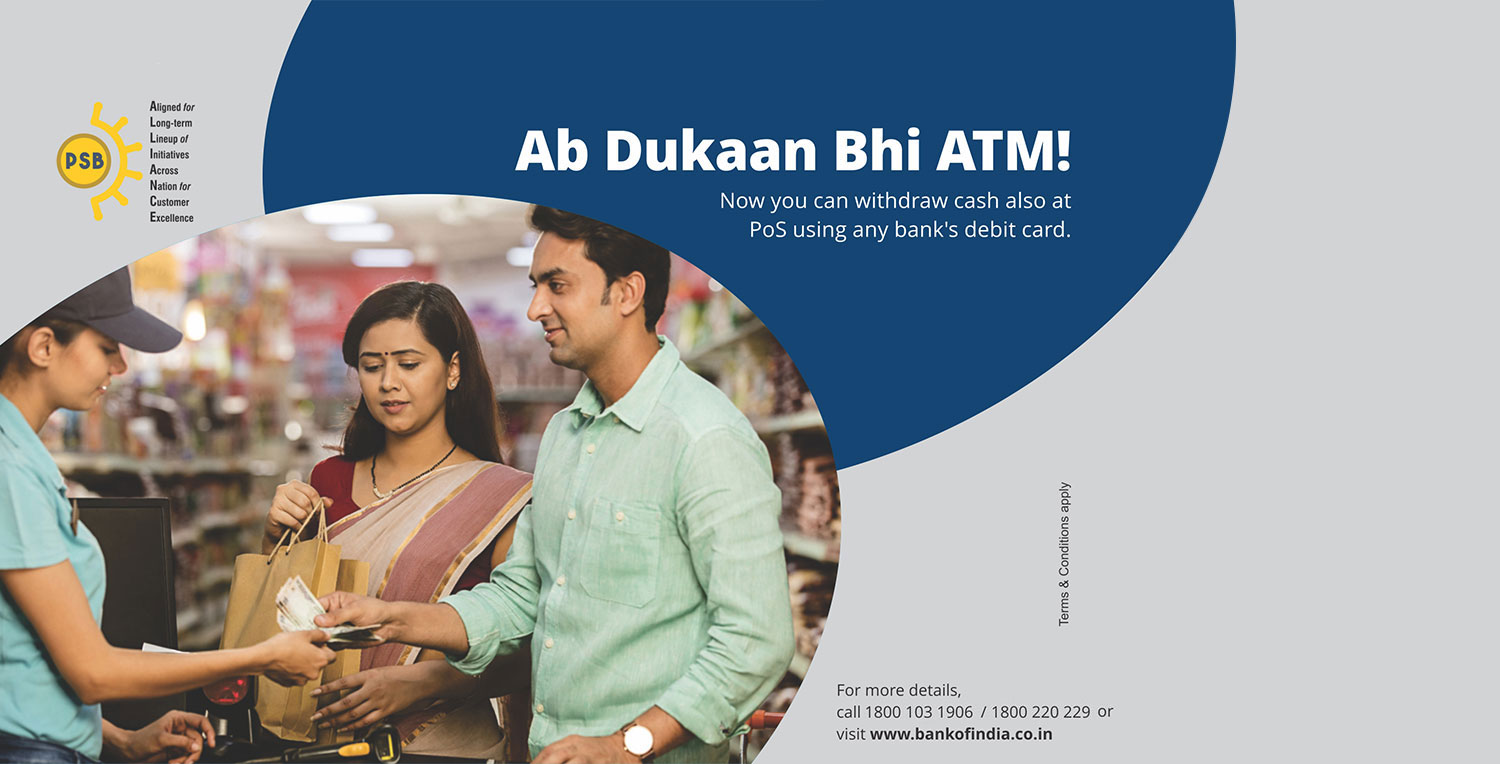 PSB
Aligned for
Long-term
Lineup of
Initiatives
Across
Nation for
Customer
Excellence
Ab Dukaan Bhi ATM!
Now you can withdraw cash also at
PoS using any bank's debit card.
Terms & Conditions apply
For more details,
call 1800 103 1906 / 1800 220 229 or
visit www.bankofindia.co.in